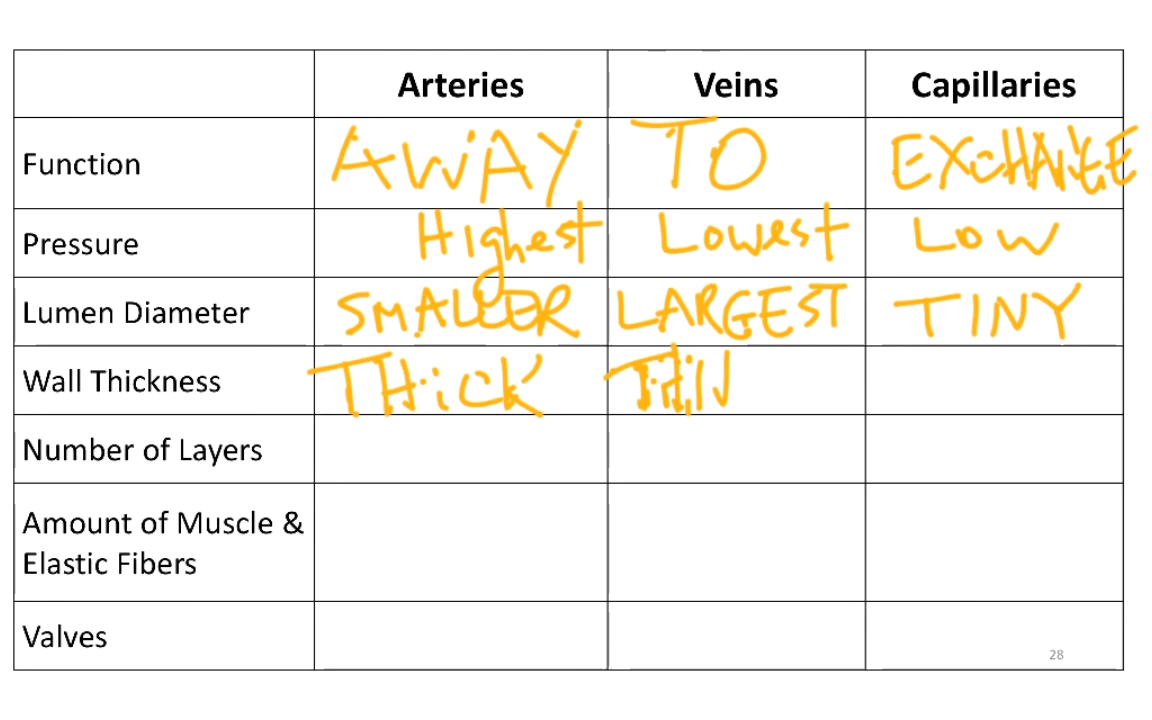 Arteries Veins Capillaries
Function AWAY TO EXCHANGE
Pressure Highest Lowest Low
Lumen Diameter SMALLER LARGEST TINY
Wall Thickness THICK THIN
Number of Layers
Amount of Muscle &
Elastic Fibers
Valves
28